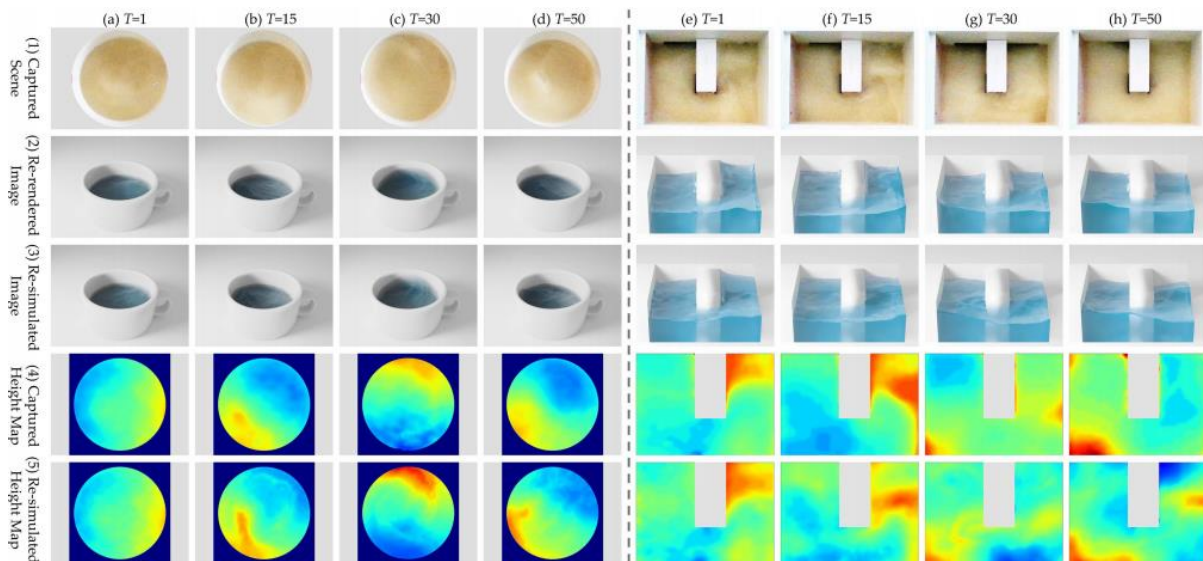 (a) T=1 (b) T=15 (c) T=30 (d) T=50 (e) T=1 (f) T=15 (g) T=30 (h) T=50
(1) Captured
Scene
(2) Re-rendered
Image
(3) Re-simulated
Image
(4) Captured
Height Map
(5) Re-simulated
Height Map